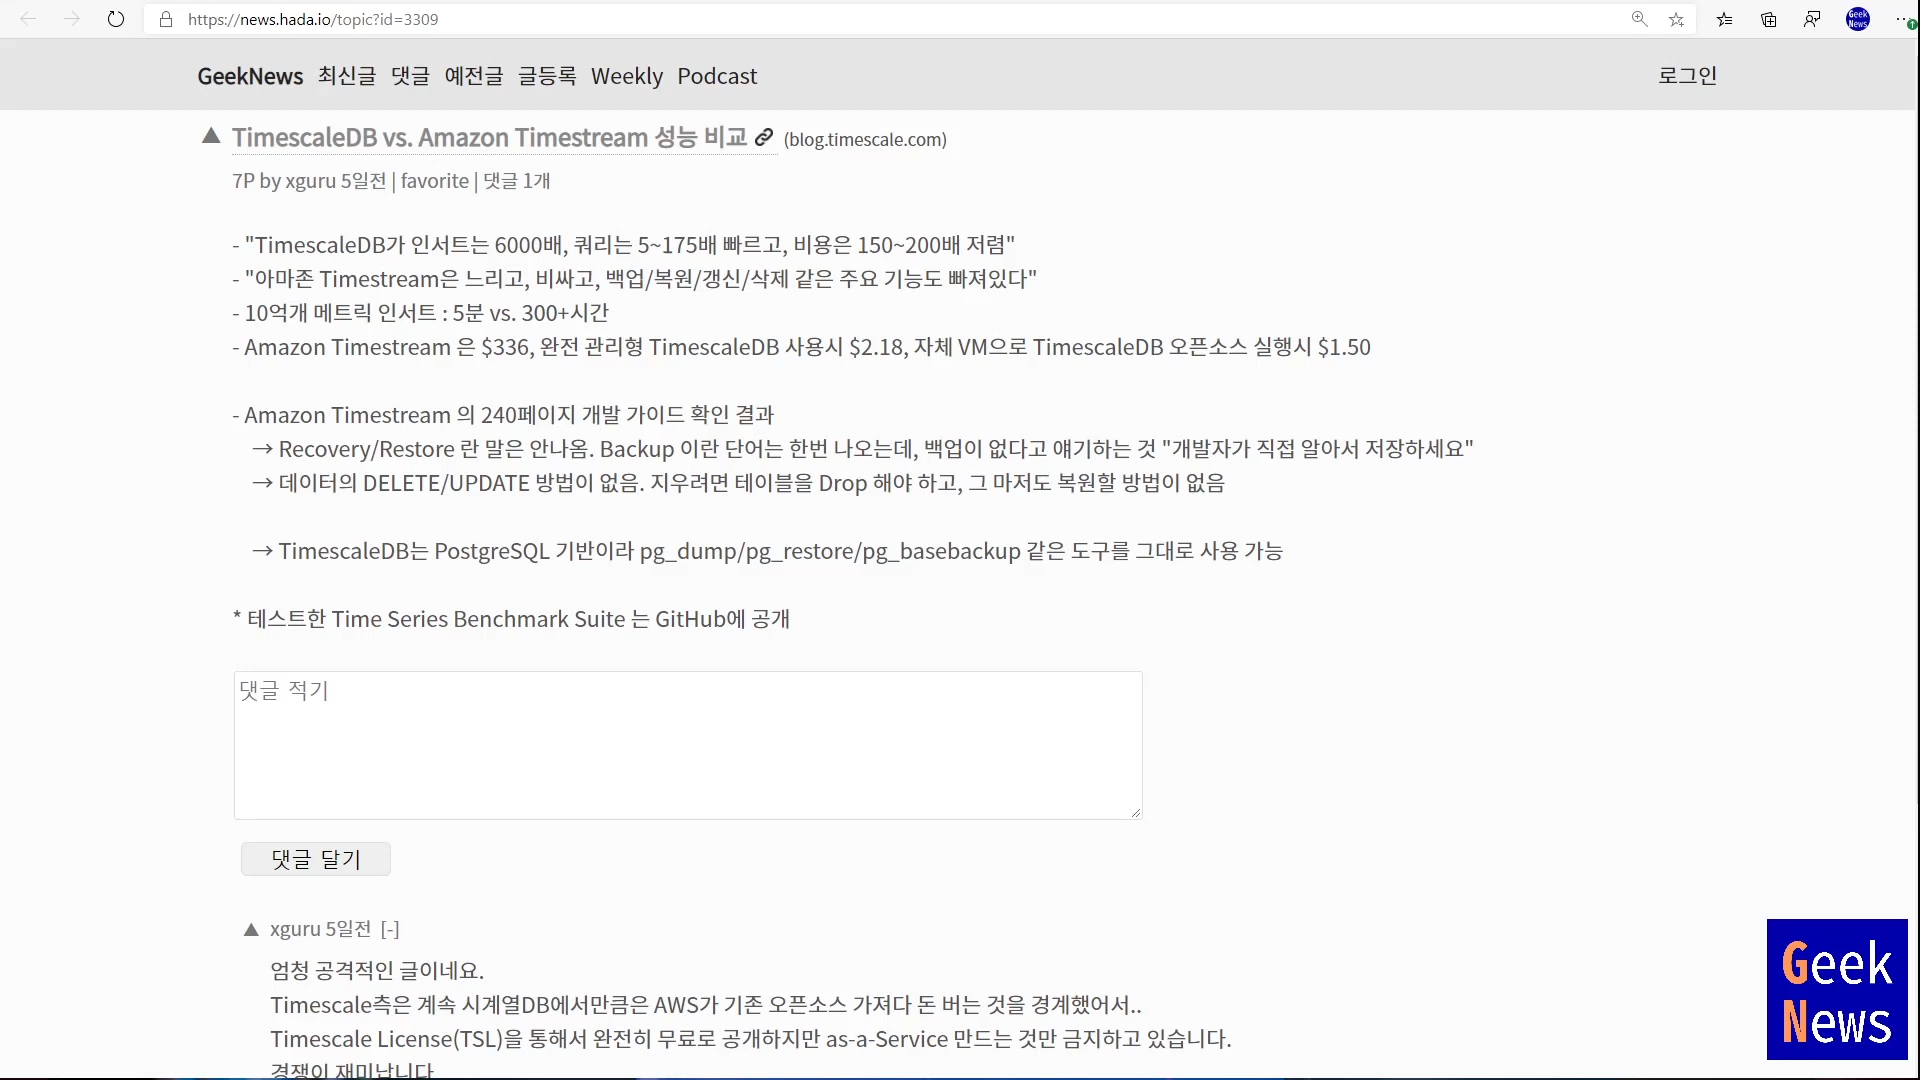 https://news.hada.io/topic?id=3309
Geek News
GeekNews 최신글 댓글 예전글 글등록 Weekly Podcast 로그인
▲ TimescaleDB vs. Amazon Timestream 성능 비교 (blog.timescale.com)
7P by xguru 5일전 | favorite | 댓글 1개
- "TimescaleDB가 인서트는 6000배, 쿼리는 5~175배 빠르고, 비용은 150~200배 저렴"
- "아마존 Timestream은 느리고, 비싸고, 백업/복원/갱신/삭제 같은 주요 기능도 빠져있다"
- 10억개 메트릭 인서트 : 5분 vs. 300+시간
- Amazon Timestream 은 $336, 완전 관리형 TimescaleDB 사용시 $2.18, 자체 VM으로 TimescaleDB 오픈소스 실행시 $1.50
- Amazon Timestream 의 240페이지 개발 가이드 확인 결과
→ Recovery/Restore 란 말은 안나옴. Backup 이란 단어는 한번 나오는데, 백업이 없다고 얘기하는 것 "개발자가 직접 알아서 저장하세요"
→ 데이터의 DELETE/UPDATE 방법이 없음. 지우려면 테이블을 Drop 해야 하고, 그 마저도 복원할 방법이 없음
→ TimescaleDB는 PostgreSQL 기반이라 pg_dump/pg_restore/pg_basebackup 같은 도구를 그대로 사용 가능
* 테스트한 Time Series Benchmark Suite 는 GitHub에 공개
댓글 적기
댓글 달기
▲ xguru 5일전 [-]
엄청 공격적인 글이네요.
Timescale측은 계속 시계열DB에서만큼은 AWS가 기존 오픈소스 가져다 돈 버는 것을 경계했어서..
Timescale License(TSL)을 통해서 완전히 무료로 공개하지만 as-a-Service 만드는 것만 금지하고 있습니다.
경쟁이 재미납니다
Geek
News